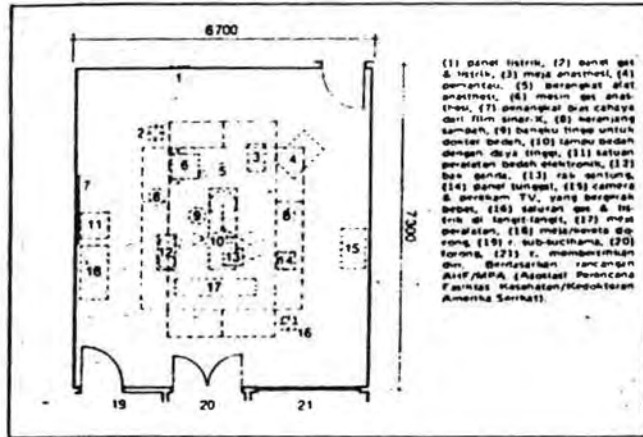 6700
7300
1
2
3
4
5
6
7
8
8
9
10
11
13
14
15
16
17
18
19
20
21
(1) panel listrik, (2) panel gas
& listrik, (3) meja anasthesi, (4)
pemantau, (5) perangkat alat
anasthesi, (6) mesin gas anas-
thesi, (7) penangkal bias cahaya
dari film sinar-X, (8) keranjang
sampah, (9) bangku tinggi untuk
dokter bedah, (10) lampu bedah
dengan daya tinggi, (11) satuan
peralatan bedah elektronik, (12)
bak ganda, (13) rak gantung,
(14) panel tunggal, (15) camera
& perekam TV, yang bergerak
bebas, (16) saluran gas & lis-
trik di langit-langit, (17) meja
peralatan, (18) meja/kereta do-
rong, (19) r. sub-sucihama, (20)
lorong, (21) r. membersihkan
diri. Berdasarkan rancangan
AHF/MPA, (Asosiasi Perencana
Fasilitas Kesehatan/Kedokteran
Amerika Serikat).